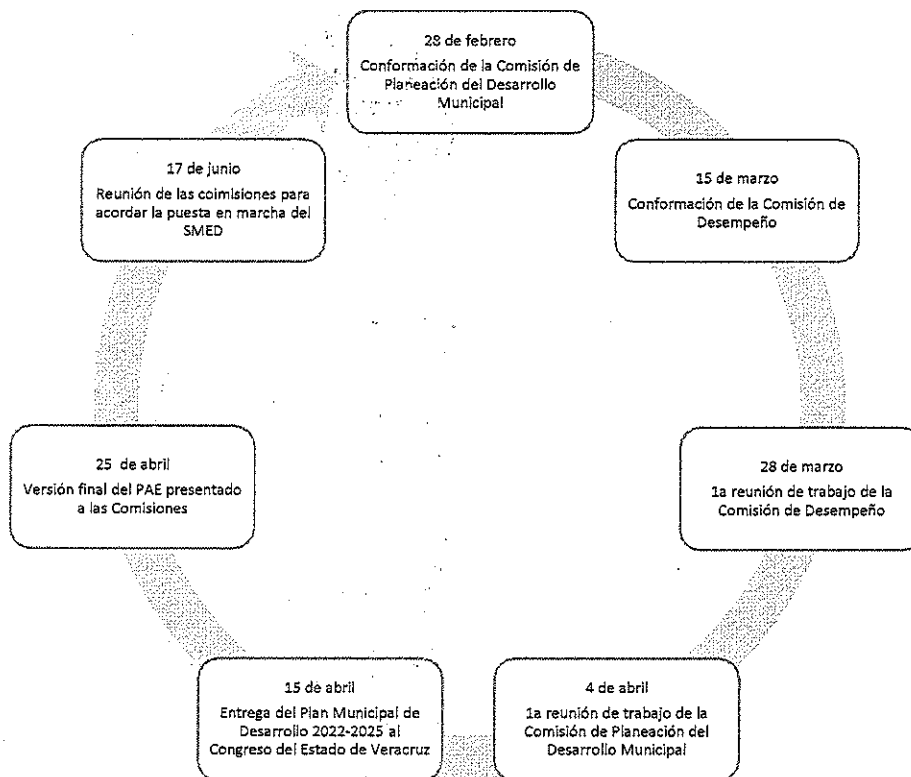 28 de febrero
Conformación de la Comisión de
Planeación del Desarrollo
Municipal
15 de marzo
Conformación de la Comisión de
Desempeño
28 de marzo
1a reunión de trabajo de la
Comisión de Desempeño
4 de abril
1a reunión de trabajo de la
Comisión de Planeación del
Desarrollo Municipal
15 de abril
Entrega del Plan Municipal de
Desarrollo 2022-2025 al
Congreso del Estado de Veracruz
25 de abril
Versión final del PAE presentado
a las Comisiones
17 de junio
Reunión de las coimisiones para
acordar la puesta en marcha del
SMED